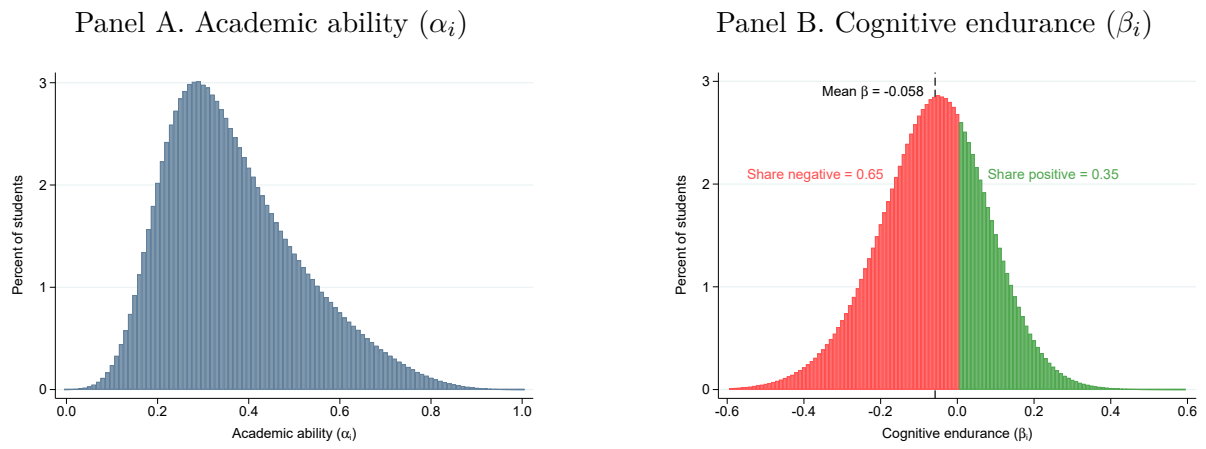 Panel A. Academic ability (αᵢ)
3
2
1
0
Percent of students
0.0 0.2 0.4 0.6 0.8 1.0
Academic ability (αᵢ)
Panel B. Cognitive endurance (βᵢ)
Mean β = -0.058
Share negative = 0.65
Share positive = 0.35
3
2
1
0
Percent of students
-0.6 -0.4 -0.2 0.0 0.2 0.4 0.6
Cognitive endurance (βᵢ)